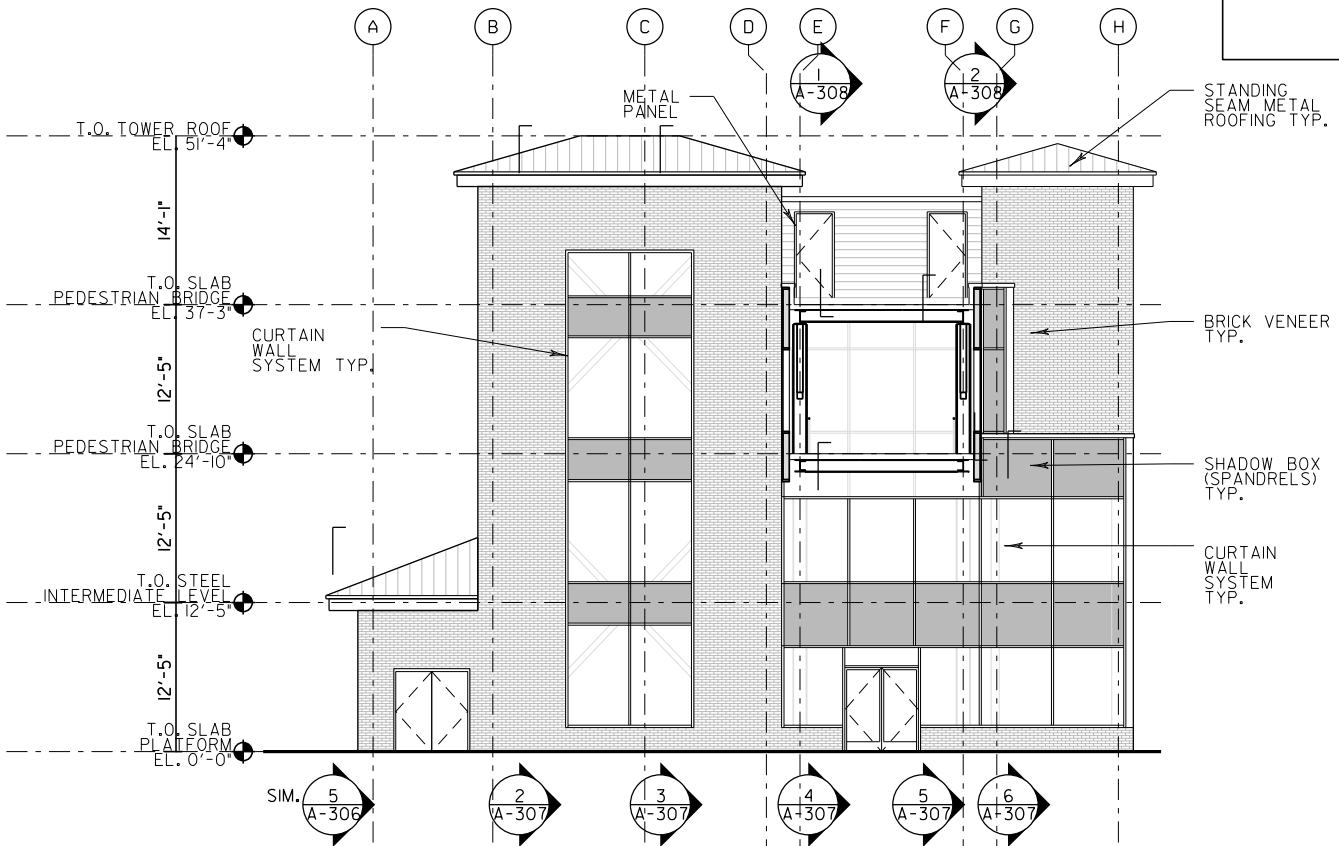 A
B
C
D
E
F
G
H
1
A-308
2
A-308
METAL
PANEL
STANDING
SEAM METAL
ROOFING TYP.
T.O. TOWER ROOF
EL. 51'-4"
14'-1"
T.O. SLAB
PEDESTRIAN BRIDGE
EL. 37'-3"
CURTAIN
WALL
SYSTEM TYP.
BRICK VENEER
TYP.
12'-5"
T.O. SLAB
PEDESTRIAN BRIDGE
EL. 24'-10"
SHADOW BOX
(SPANDRELS)
TYP.
12'-5"
CURTAIN
WALL
SYSTEM
TYP.
T.O. STEEL
INTERMEDIATE LEVEL
EL. 12'-5"
12'-5"
T.O. SLAB
PLATFORM
EL. 0'-0"
SIM.
5
A-306
2
A-307
3
A-307
4
A-307
5
A-307
6
A-307